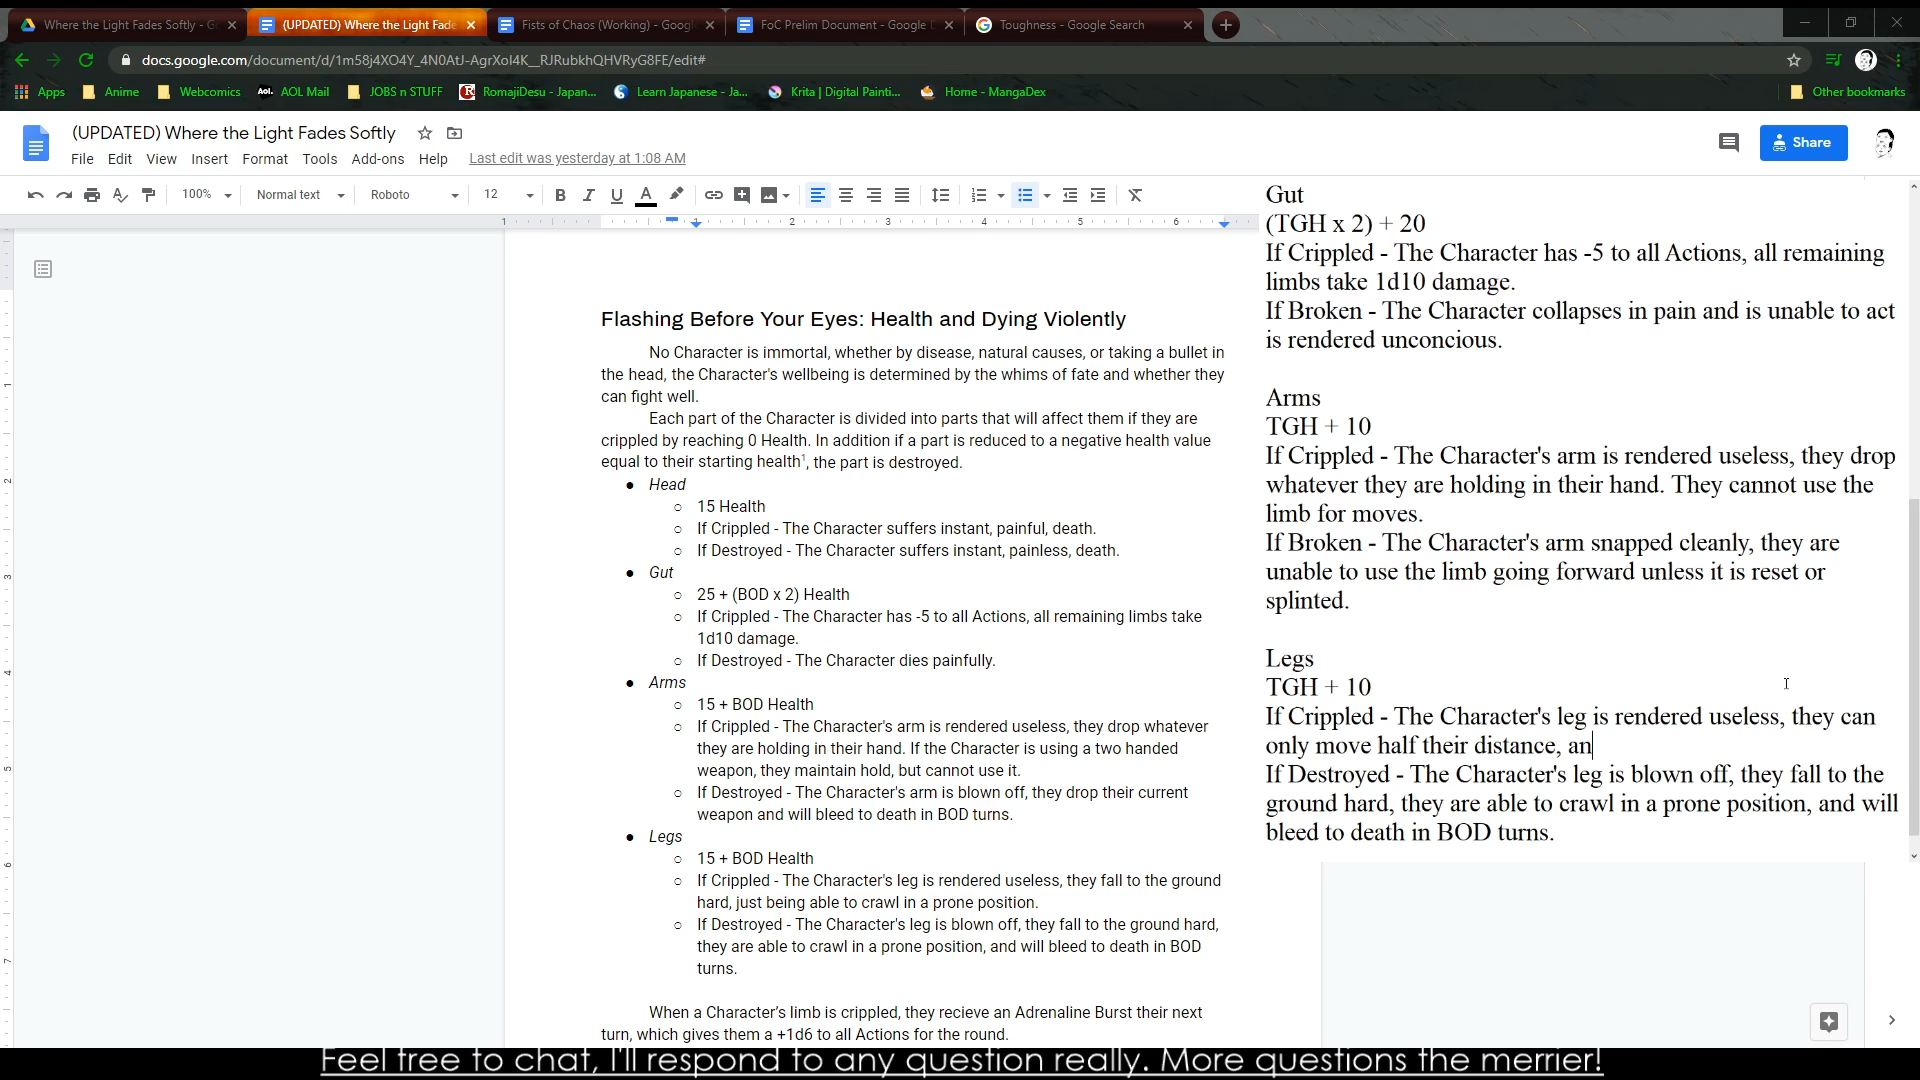 Where the Light Fades Softly - G
(UPDATED) Where the Light Fade
Fists of Chaos (Working) - Googl
FoC Prelim Document - Google D
Toughness - Google Search
docs.google.com/document/d/1m58j4XO4Y_4N0AtJ-AgrXoI4K__RJRubkhQHVRyG8FE/edit#
Apps
Anime
Webcomics
Aol.
AOL Mail
JOBS n STUFF
RomajiDesu - Japan...
Learn Japanese - Ja...
Krita | Digital Painti...
Home - MangaDex
Other bookmarks
(UPDATED) Where the Light Fades Softly
Share
File Edit View Insert Format Tools Add-ons Help Last edit was yesterday at 1:08 AM
100% Normal text Roboto 12 B I U A
1 1 2 3 4 5 6
Flashing Before Your Eyes: Health and Dying Violently
No Character is immortal, whether by disease, natural causes, or taking a bullet in
the head, the Character's wellbeing is determined by the whims of fate and whether they
can fight well.
Each part of the Character is divided into parts that will affect them if they are
crippled by reaching 0 Health. In addition if a part is reduced to a negative health value
equal to their starting health¹, the part is destroyed.
● Head
○ 15 Health
○ If Crippled - The Character suffers instant, painful, death.
○ If Destroyed - The Character suffers instant, painless, death.
● Gut
○ 25 + (BOD x 2) Health
○ If Crippled - The Character has -5 to all Actions, all remaining limbs take
1d10 damage.
○ If Destroyed - The Character dies painfully.
● Arms
○ 15 + BOD Health
○ If Crippled - The Character's arm is rendered useless, they drop whatever
they are holding in their hand. If the Character is using a two handed
weapon, they maintain hold, but cannot use it.
○ If Destroyed - The Character's arm is blown off, they drop their current
weapon and will bleed to death in BOD turns.
● Legs
○ 15 + BOD Health
○ If Crippled - The Character's leg is rendered useless, they fall to the ground
hard, just being able to crawl in a prone position.
○ If Destroyed - The Character's leg is blown off, they fall to the ground hard,
they are able to crawl in a prone position, and will bleed to death in BOD
turns.
When a Character's limb is crippled, they recieve an Adrenaline Burst their next
turn, which gives them a +1d6 to all Actions for the round.
1
2
3
4
5
6
7
Gut
(TGH x 2) + 20
If Crippled - The Character has -5 to all Actions, all remaining
limbs take 1d10 damage.
If Broken - The Character collapses in pain and is unable to act
is rendered unconcious.
Arms
TGH + 10
If Crippled - The Character's arm is rendered useless, they drop
whatever they are holding in their hand. They cannot use the
limb for moves.
If Broken - The Character's arm snapped cleanly, they are
unable to use the limb going forward unless it is reset or
splinted.
Legs
TGH + 10
If Crippled - The Character's leg is rendered useless, they can
only move half their distance, an
If Destroyed - The Character's leg is blown off, they fall to the
ground hard, they are able to crawl in a prone position, and will
bleed to death in BOD turns.
Feel free to chat, I'll respond to any question really. More questions the merrier!